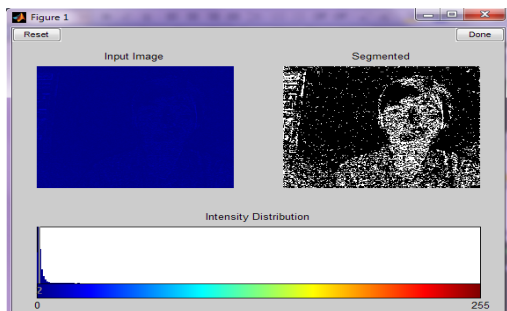 Figure 1
Reset
Done
Input Image
Segmented
Intensity Distribution
2
0
255